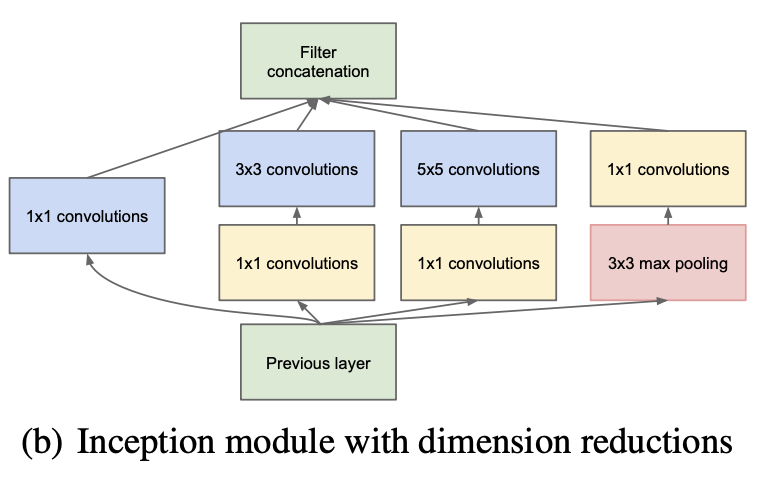 Filter
concatenation
3x3 convolutions
5x5 convolutions
1x1 convolutions
1x1 convolutions
1x1 convolutions
1x1 convolutions
3x3 max pooling
Previous layer
(b) Inception module with dimension reductions